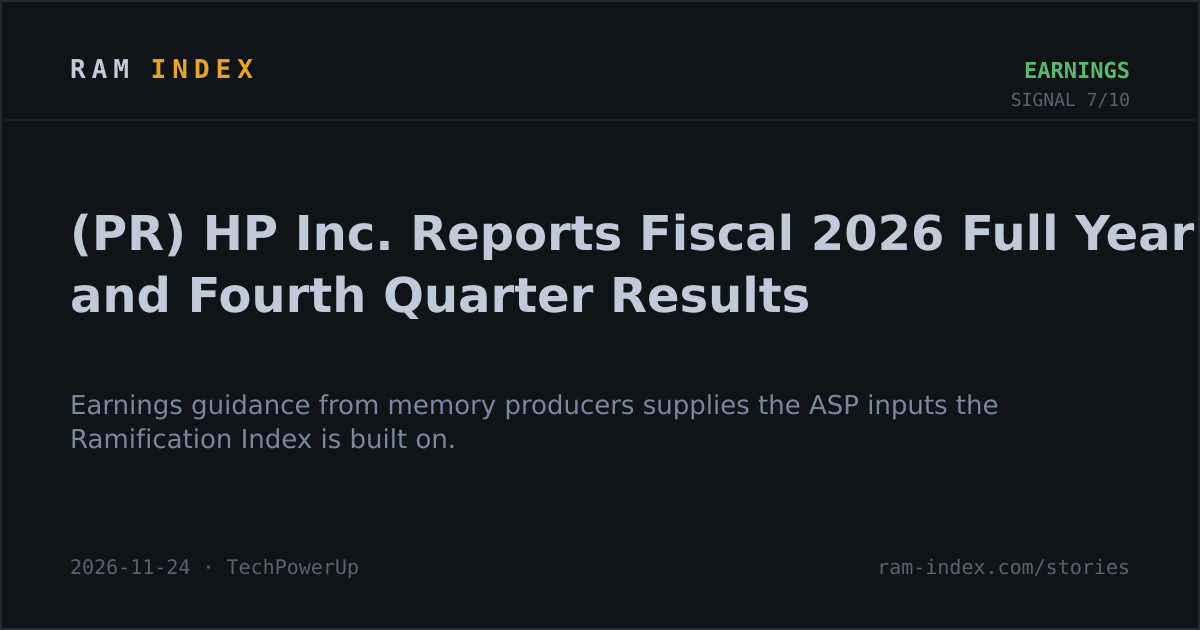 RAM INDEX
EARNINGS
SIGNAL 7/10
(PR) HP Inc. Reports Fiscal 2026 Full Year
and Fourth Quarter Results
Earnings guidance from memory producers supplies the ASP inputs the
Ramification Index is built on.
2026-11-24 · TechPowerUp
ram-index.com/stories